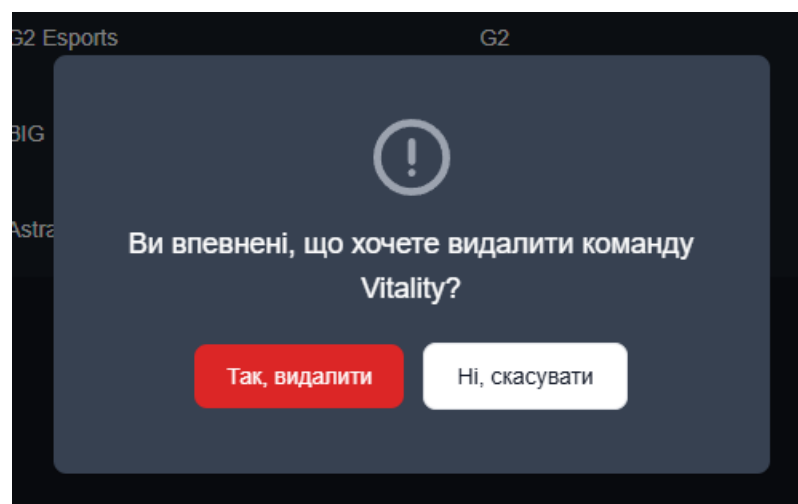 G2 Esports G2
BIG
Ви впевнені, що хочете видалити команду
Vitality?
Так, видалити Ні, скасувати